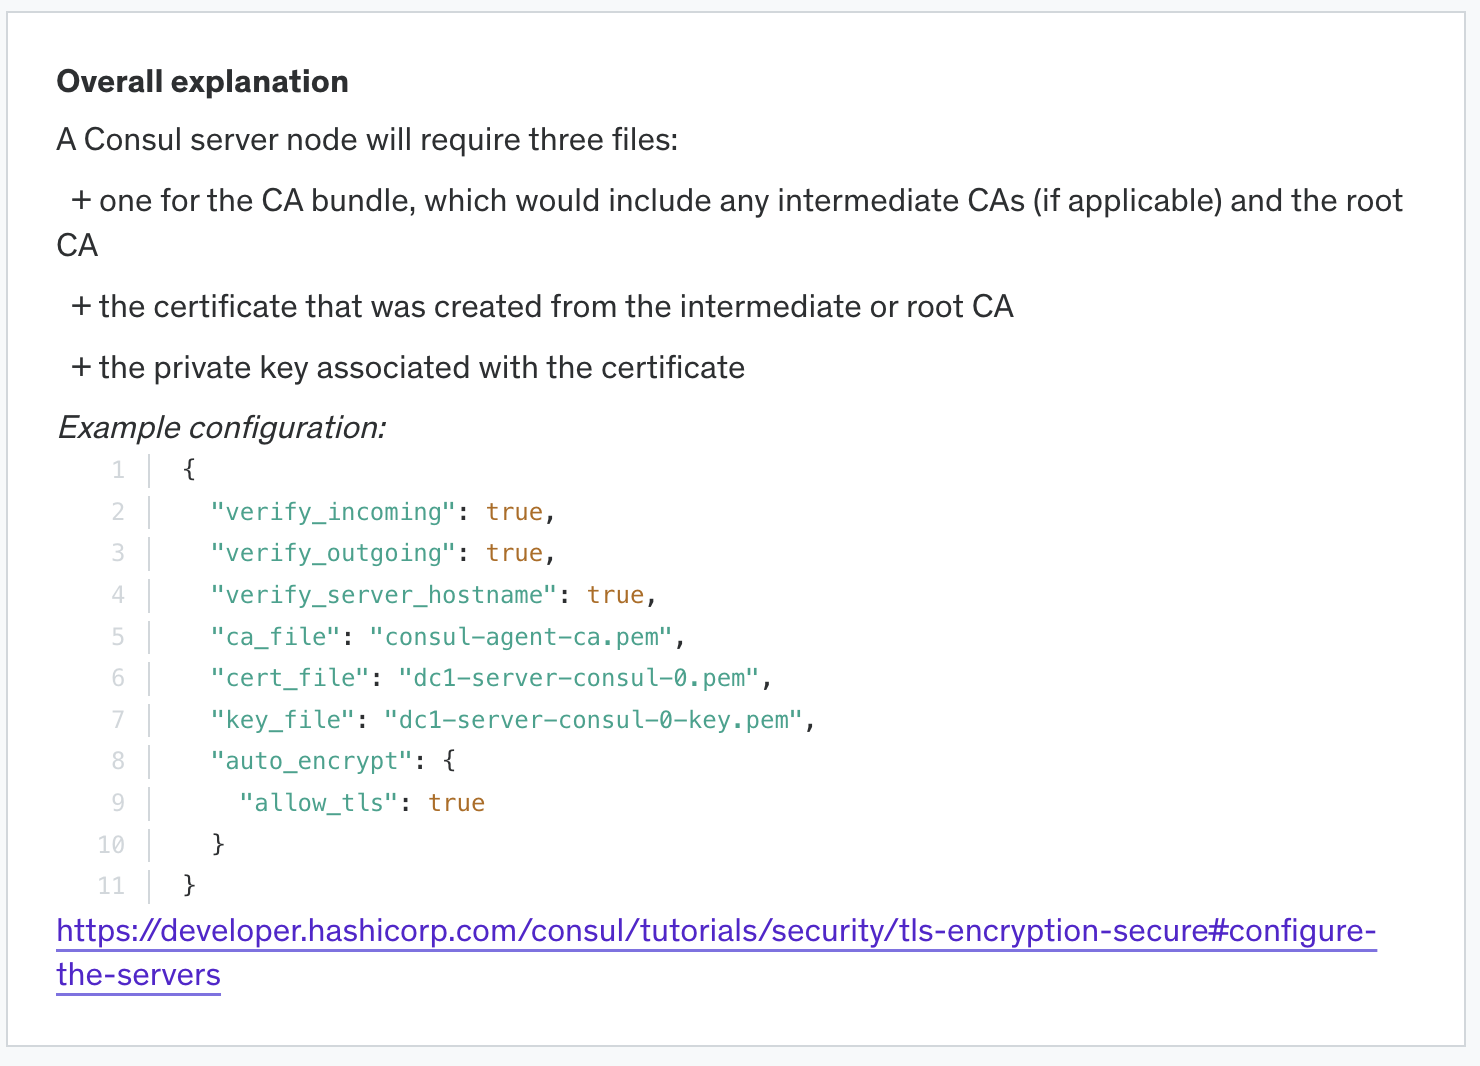 Overall explanation
A Consul server node will require three files:
+ one for the CA bundle, which would include any intermediate CAs (if applicable) and the root
CA
+ the certificate that was created from the intermediate or root CA
+ the private key associated with the certificate
Example configuration:
1 {
2 "verify_incoming": true,
3 "verify_outgoing": true,
4 "verify_server_hostname": true,
5 "ca_file": "consul-agent-ca.pem",
6 "cert_file": "dc1-server-consul-0.pem",
7 "key_file": "dc1-server-consul-0-key.pem",
8 "auto_encrypt": {
9 "allow_tls": true
10 }
11 }
https://developer.hashicorp.com/consul/tutorials/security/tls-encryption-secure#configure-
the-servers